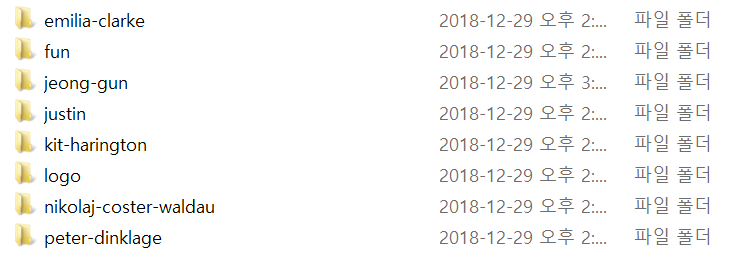 emilia-clarke 2018-12-29 오후 2:... 파일 폴더
fun 2018-12-29 오후 2:... 파일 폴더
jeong-gun 2018-12-29 오후 3:... 파일 폴더
justin 2018-12-29 오후 2:... 파일 폴더
kit-harington 2018-12-29 오후 2:... 파일 폴더
logo 2018-12-29 오후 2:... 파일 폴더
nikolaj-coster-waldau 2018-12-29 오후 2:... 파일 폴더
peter-dinklage 2018-12-29 오후 2:... 파일 폴더